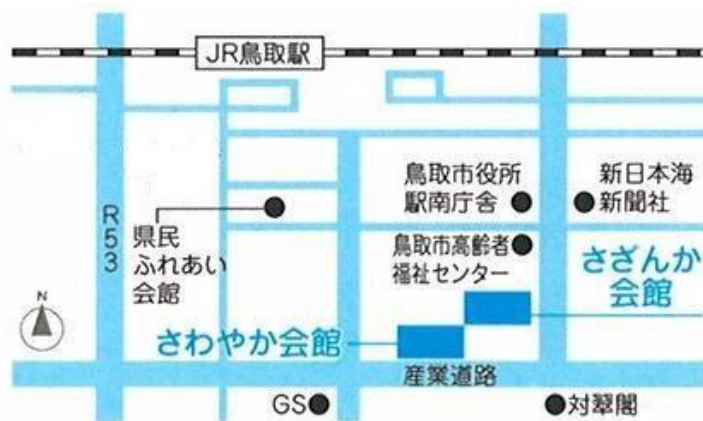 JR鳥取駅
鳥取市役所
駅南庁舎
新日本海
新聞社
R53
県民
ふれあい
会館
鳥取市高齢者
福祉センター
さざんか
会館
N
さわやか会館
産業道路
GS
対翠閣